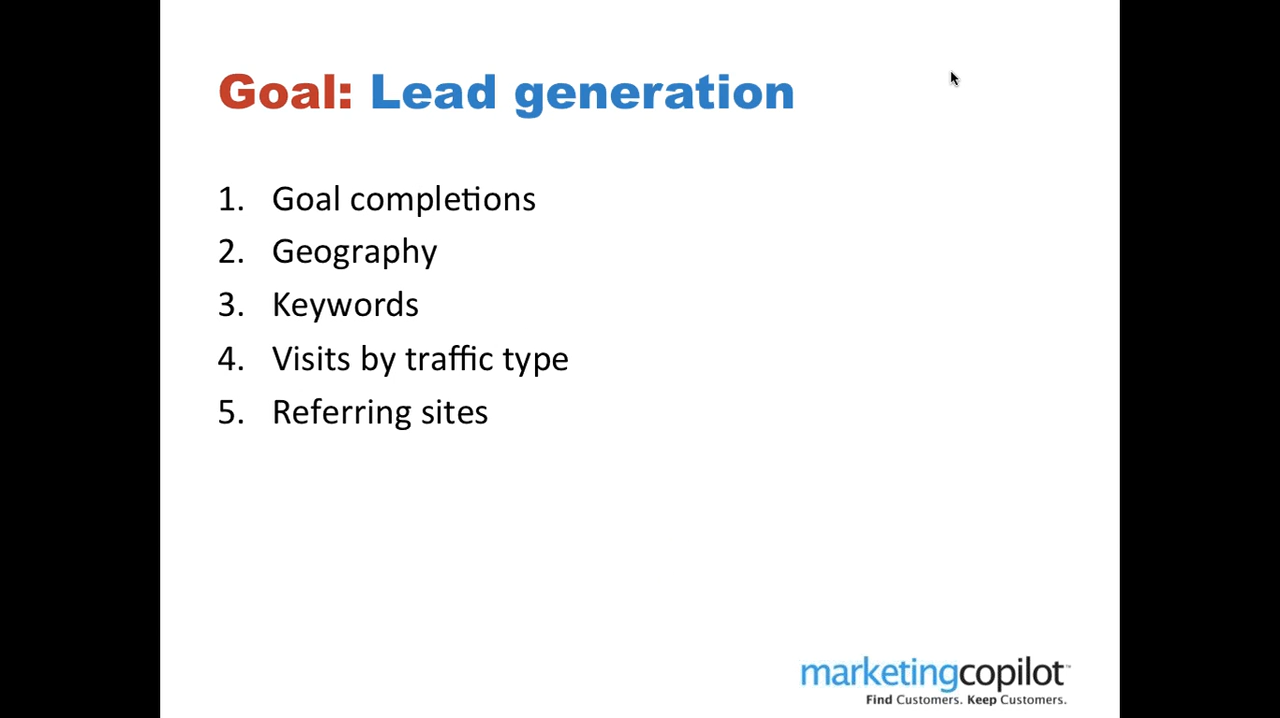 Goal: Lead generation
1. Goal completions
2. Geography
3. Keywords
4. Visits by traffic type
5. Referring sites
marketingcopilot™
Find Customers. Keep Customers.